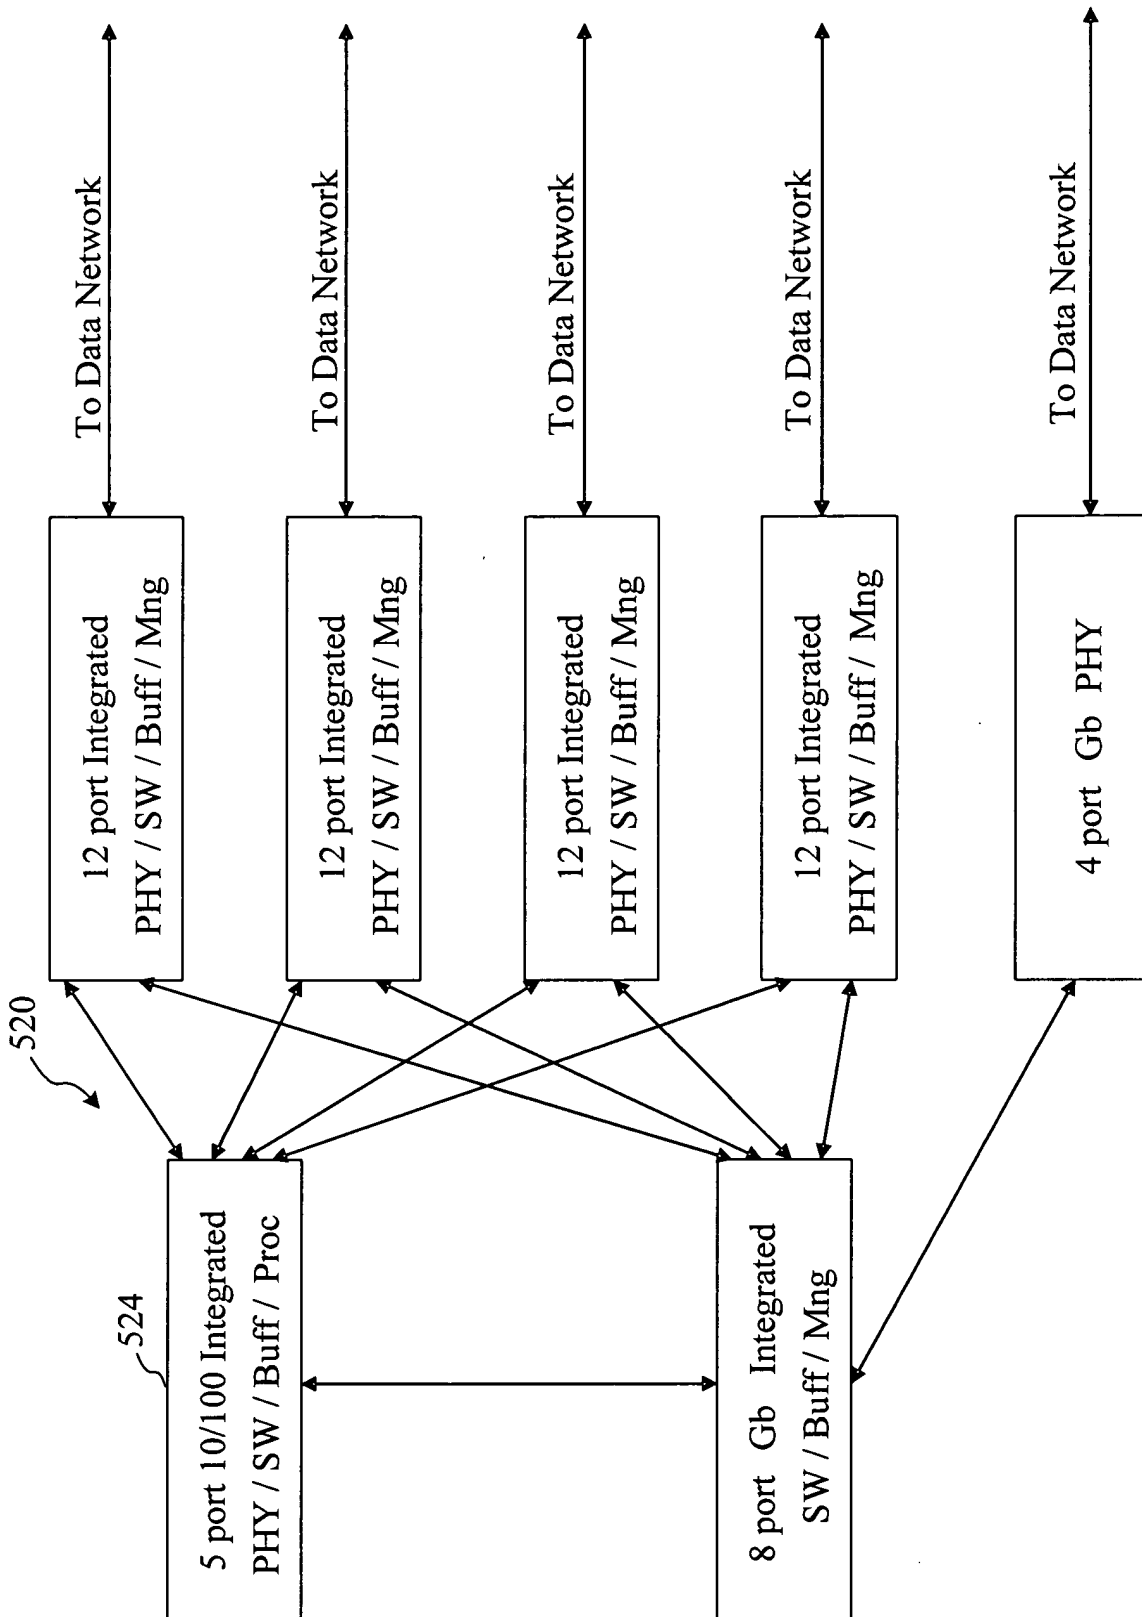 520
524
5 port 10/100 Integrated
PHY / SW / Buff / Proc
8 port Gb Integrated
SW / Buff / Mng
12 port Integrated
PHY / SW / Buff / Mng
To Data Network
12 port Integrated
PHY / SW / Buff / Mng
To Data Network
12 port Integrated
PHY / SW / Buff / Mng
To Data Network
12 port Integrated
PHY / SW / Buff / Mng
To Data Network
4 port Gb PHY
To Data Network